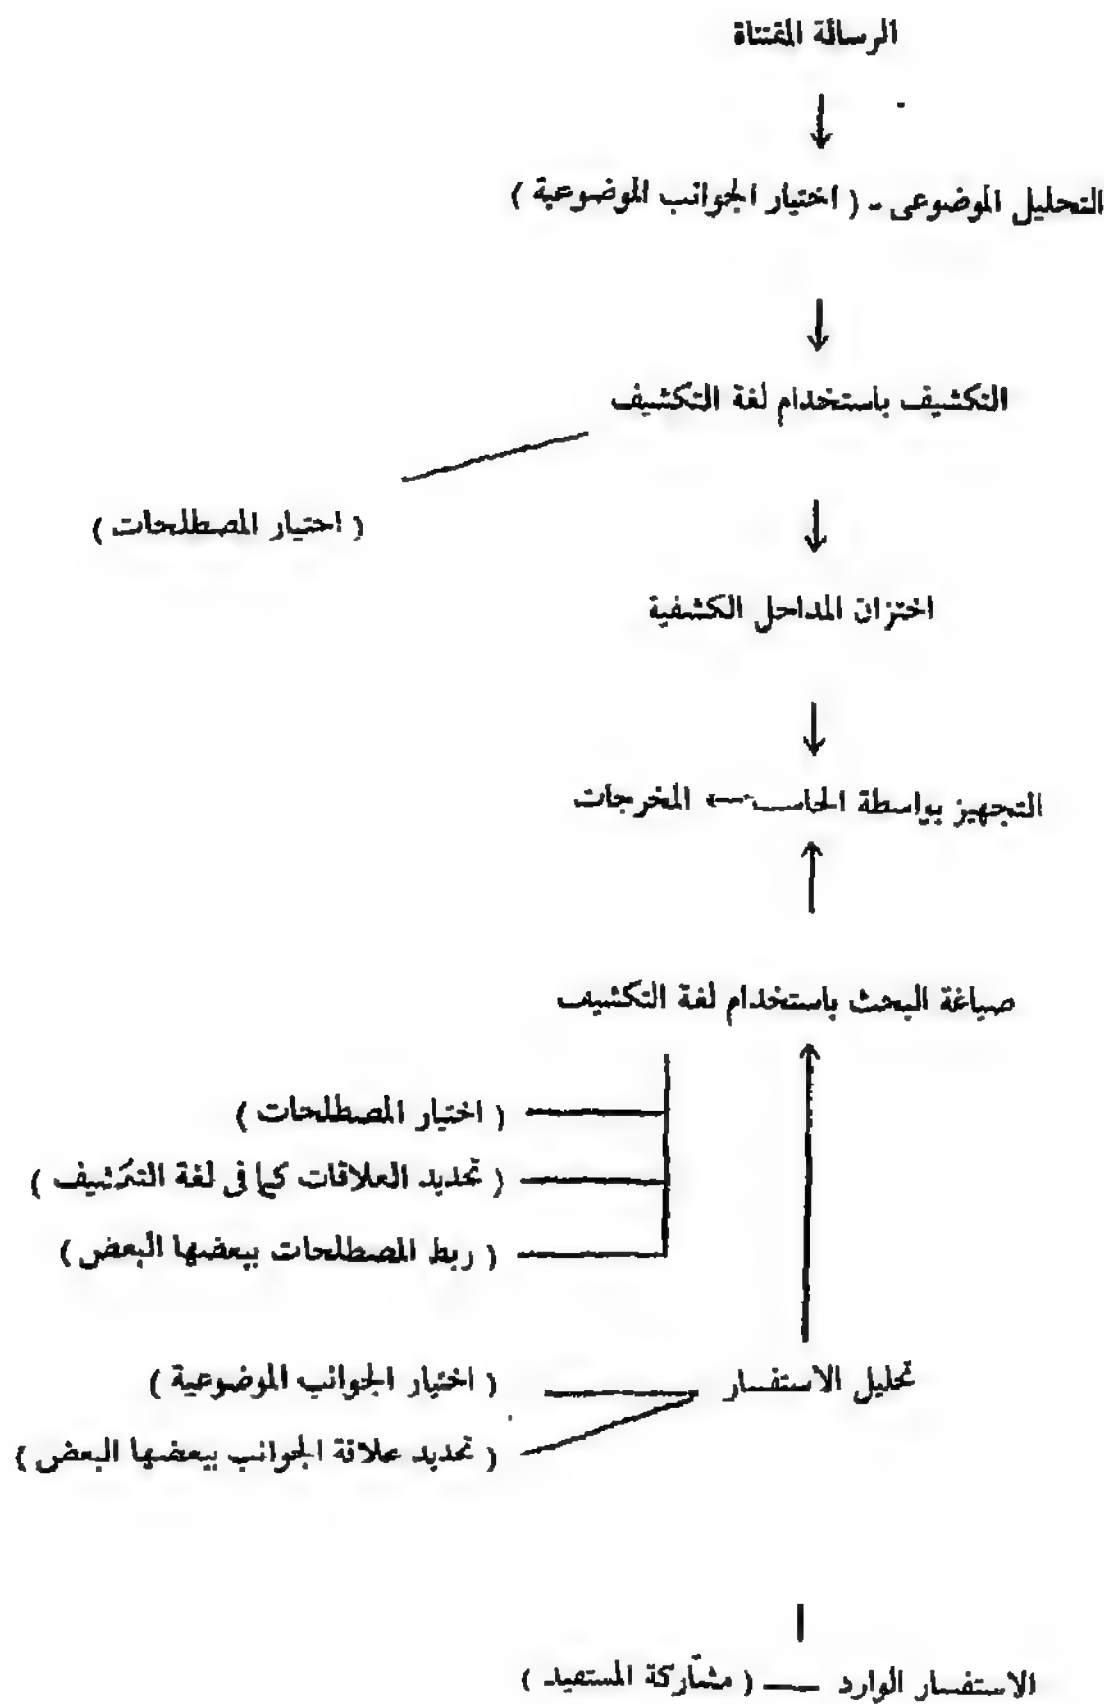 الرسالة المقتناة
التحليل الموضوعى - ( اختيار الجوانب الموضوعية )
التكشيف باستخدام لغة التكشيف
( اختيار المصطلحات )
اختزان المداخل الكشفية
التجهيز بواسطة الحاسب ← المخرجات
صياغة البحث باستخدام لغة التكشيف
( اختيار المصطلحات )
( تحديد العلاقات كما فى لغة التكشيف )
( ربط المصطلحات ببعضها البعض )
تحليل الاستفسار ( اختيار الجوانب الموضوعية )
( تحديد علاقة الجوانب ببعضها البعض )
الاستفسار الوارد — ( مشاركة المستفيد )